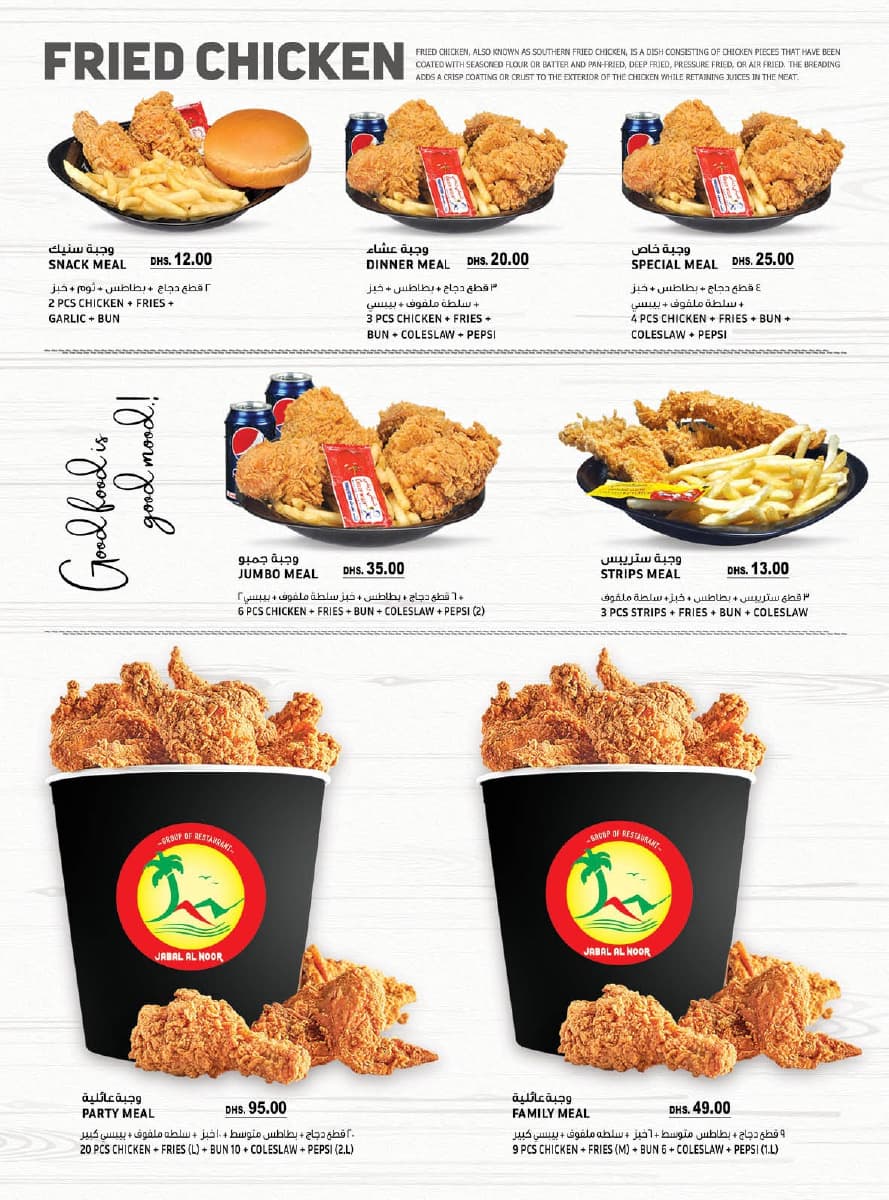 FRIED CHICKEN
FRIED CHICKEN, ALSO KNOWN AS SOUTHERN FRIED CHICKEN, IS A DISH CONSISTING OF CHICKEN PIECES THAT HAVE BEEN
COATED WITH SEASONED FLOUR OR BATTER AND PAN-FRIED, DEEP FRIED, PRESSURE FRIED, OR AIR FRIED. THE BREADING
ADDS A CRISP COATING OR CRUST TO THE EXTERIOR OF THE CHICKEN WHILE RETAINING JUICES IN THE MEAT.
وجبة سنيك
SNACK MEAL DHS. 12.00
٢ قطع دجاج + بطاطس + ثوم + خبز
2 PCS CHICKEN + FRIES +
GARLIC + BUN
وجبة عشاء
DINNER MEAL DHS. 20.00
٣ قطع دجاج + بطاطس + خبز
+ سلطة ملفوف + بيبسي
3 PCS CHICKEN + FRIES +
BUN + COLESLAW + PEPSI
وجبة خاص
SPECIAL MEAL DHS. 25.00
٤ قطع دجاج + بطاطس + خبز
+ سلطة ملفوف + بيبسي
4 PCS CHICKEN + FRIES + BUN +
COLESLAW + PEPSI
Good food is
good mood.!
وجبة جمبو
JUMBO MEAL DHS. 35.00
+ ٦ قطع دجاج + بطاطس + خبز سلطة ملفوف + بيبسي ٢
6 PCS CHICKEN + FRIES + BUN + COLESLAW + PEPSI (2)
وجبة ستريبس
STRIPS MEAL DHS. 13.00
٣ قطع ستريبس + بطاطس + خبز + سلطة ملفوف
3 PCS STRIPS + FRIES + BUN + COLESLAW
-GROUP OF RESTAURANT-
JABAL AL NOOR
-GROUP OF RESTAURANT-
JABAL AL NOOR
وجبة عائلية
PARTY MEAL DHS. 95.00
٢٠ قطع دجاج + بطاطس متوسط + ١٠ خبز + سلطه ملفوف + بيبسي كبير
20 PCS CHICKEN + FRIES (L) + BUN 10 + COLESLAW + PEPSI (2.L)
وجبة عائلية
FAMILY MEAL DHS. 49.00
٩ قطع دجاج + بطاطس متوسط + ٦ خبز + سلطه ملفوف + بيبسي كبير
9 PCS CHICKEN + FRIES (M) + BUN 6 + COLESLAW + PEPSI (1.L)